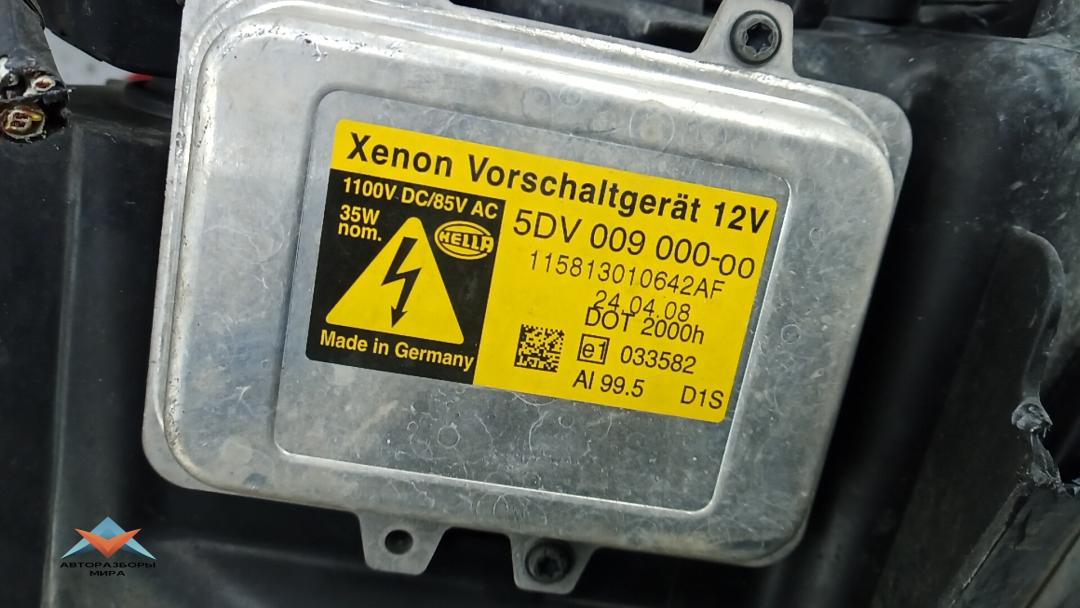 Xenon Vorschaltgerät 12V
1100V DC/85V AC
35W
nom.
HELLA
Made in Germany
5DV 009 000-00
115813010642AF
24.04.08
DOT 2000h
e1 033582
Al 99.5 D1S
АВТОРАЗБОРЫ
МИРА